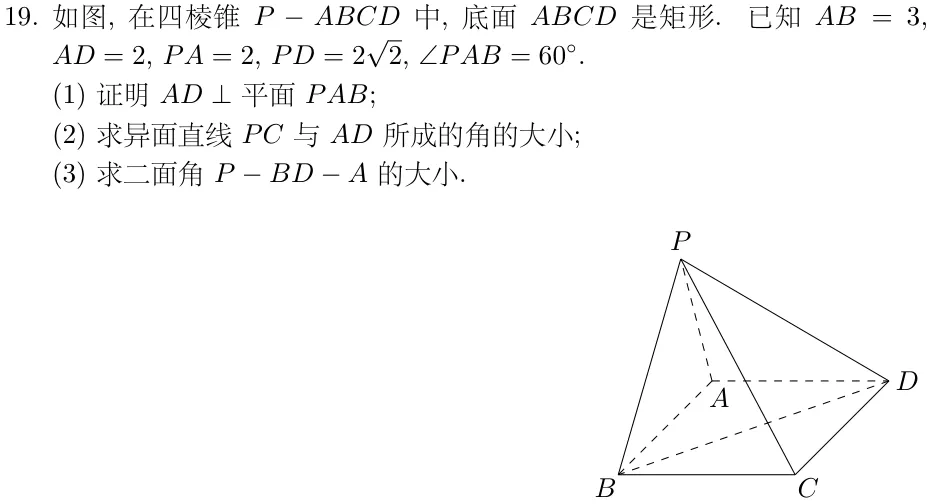 19. 如图, 在四棱锥 P − ABCD 中, 底面 ABCD 是矩形. 已知 AB = 3,
AD = 2, PA = 2, PD = 2√2, ∠PAB = 60°.
(1) 证明 AD ⊥ 平面 PAB;
(2) 求异面直线 PC 与 AD 所成的角的大小;
(3) 求二面角 P − BD − A 的大小.
P
A
D
B
C